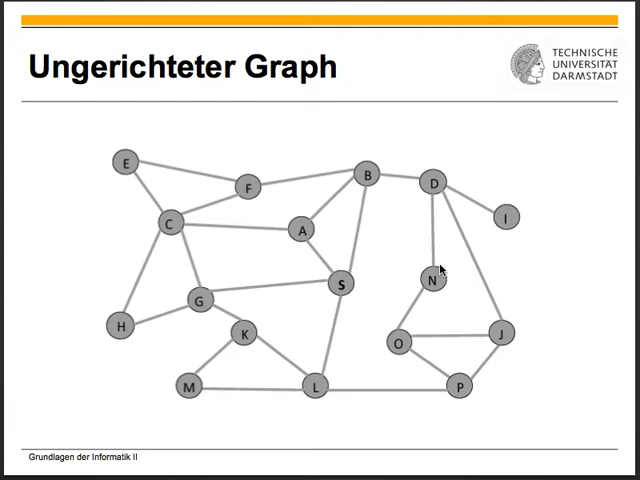 Ungerichteter Graph
TECHNISCHE
UNIVERSITÄT
DARMSTADT
E
F
B
D
I
C
A
N
S
G
H
K
O
J
M
L
P
Grundlagen der Informatik II